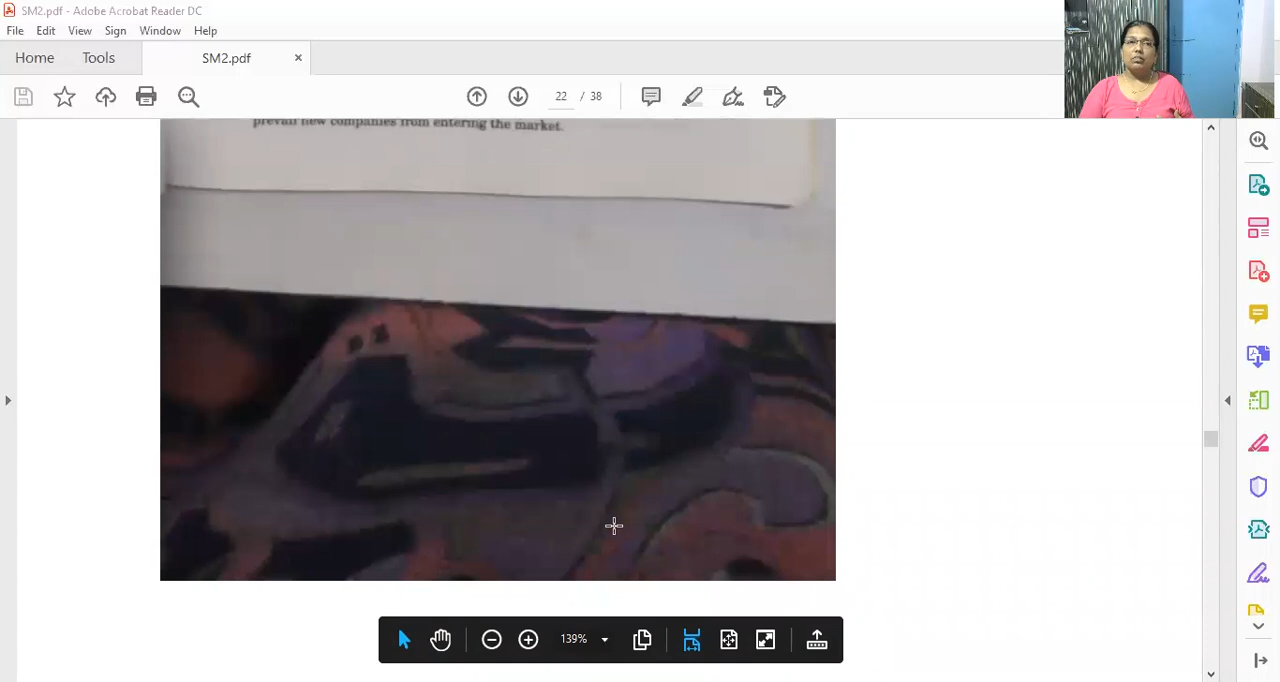 SM2.pdf - Adobe Acrobat Reader DC
File Edit View Sign Window Help
Home Tools SM2.pdf ×
22 / 38
prevail new companies from entering the market.
139%